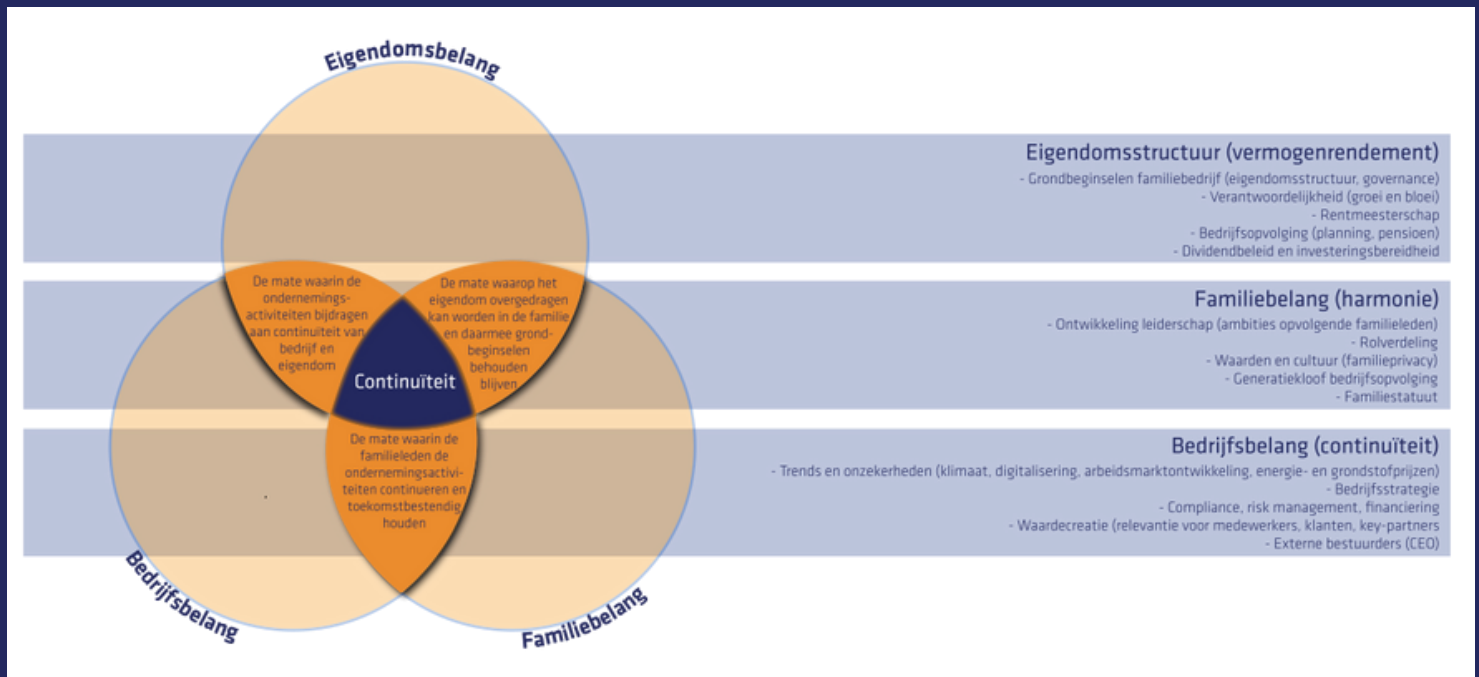 Eigendomsbelang
Eigendomsstructuur (vermogenrendement)
- Grondbeginselen familiebedrijf (eigendomsstructuur, governance)
- Verantwoordelijkheid (groei en bloei)
- Rentmeesterschap
- Bedrijfsopvolging (planning, pensioen)
- Dividendbeleid en investeringsbereidheid
De mate waarin de
ondernemings-
activiteiten bijdragen
aan continuïteit van
bedrijf en
eigendom
De mate waarop het
eigendom overgedragen
kan worden in de familie
en daarmee grond-
beginselen
behouden
blijven
Continuïteit
Familiebelang (harmonie)
- Ontwikkeling leiderschap (ambities opvolgende familieleden)
- Rolverdeling
- Waarden en cultuur (familieprivacy)
- Generatiekloof bedrijfsopvolging
- Familiestatuut
De mate waarin de
familieleden de
ondernemingsactivi-
teiten continueren en
toekomstbestendig
houden
Bedrijfsbelang (continuïteit)
- Trends en onzekerheden (klimaat, digitalisering, arbeidsmarktontwikkeling, energie- en grondstofprijzen)
- Bedrijfsstrategie
- Compliance, risk management, financiering
- Waardecreatie (relevantie voor medewerkers, klanten, key-partners
- Externe bestuurders (CEO)
Bedrijfsbelang
Familiebelang